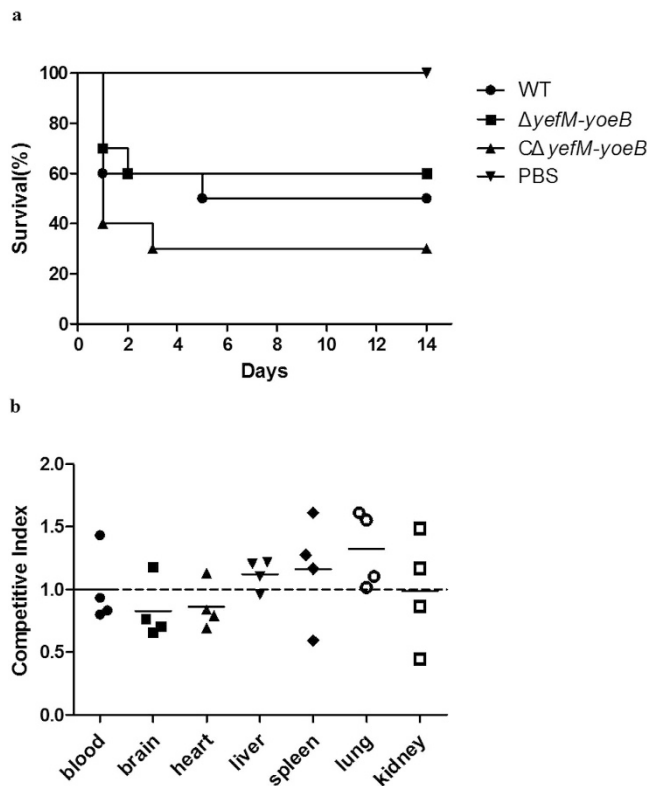 a
100
80
60
40
20
0
Survival(%)
0 2 4 6 8 10 12 14
Days
WT
ΔyefM-yoeB
CΔyefM-yoeB
PBS
b
2.0
1.5
1.0
0.5
0.0
Competitive Index
blood brain heart liver spleen lung kidney